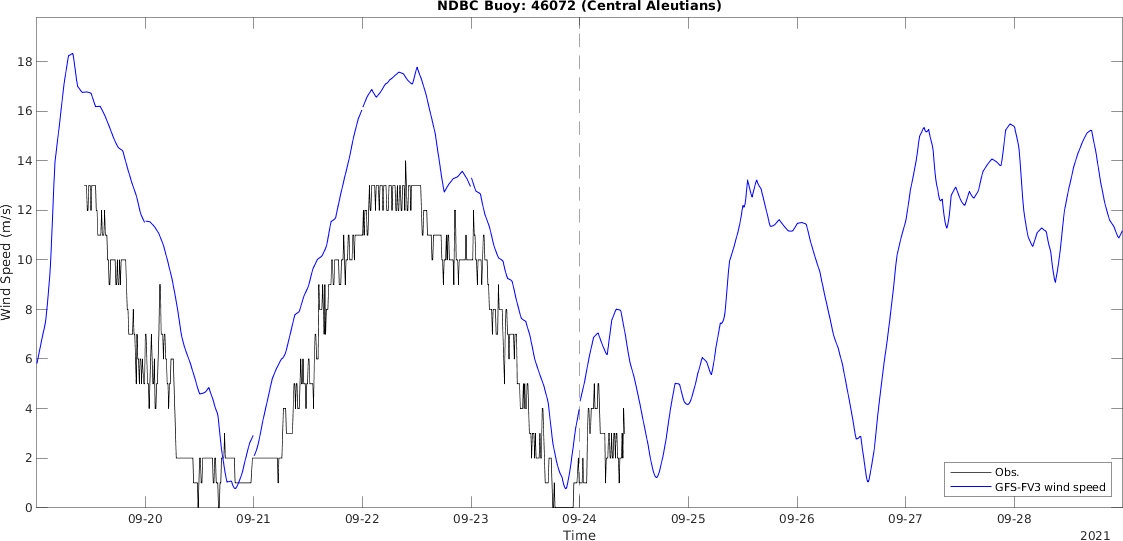 NDBC Buoy: 46072 (Central Aleutians)
Wind Speed (m/s)
18
16
14
12
10
8
6
4
2
0
09-20 09-21 09-22 09-23 09-24 09-25 09-26 09-27 09-28
Time
2021
Obs.
GFS-FV3 wind speed